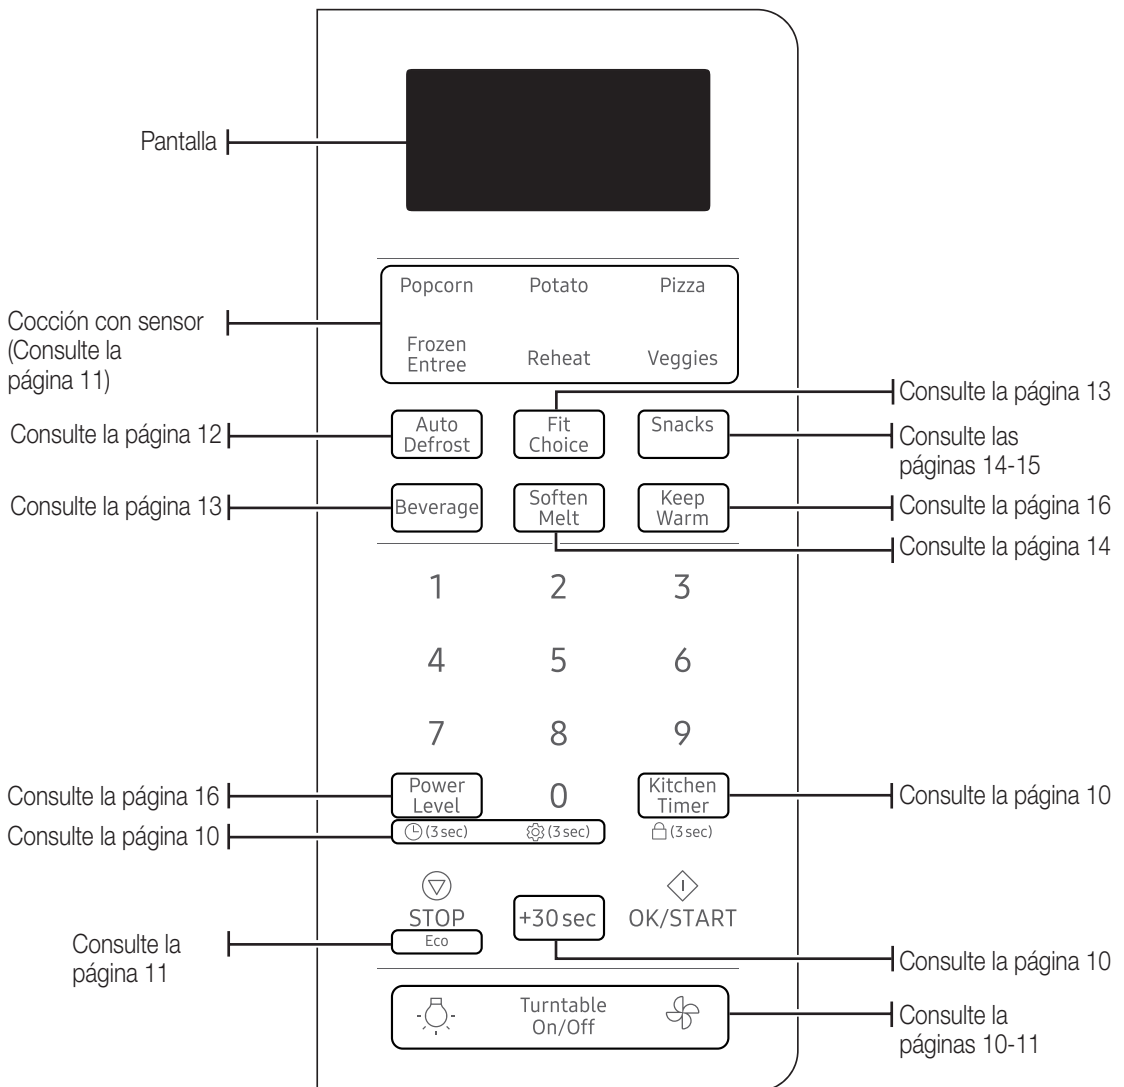 Pantalla
Popcorn Potato Pizza
Cocción con sensor
(Consulte la
página 11)
Frozen
Entree
Reheat Veggies
Consulte la página 13
Consulte la página 12
Auto
Defrost
Fit
Choice
Snacks
Consulte las
páginas 14-15
Consulte la página 13
Beverage
Soften
Melt
Keep
Warm
Consulte la página 16
Consulte la página 14
1 2 3
4 5 6
7 8 9
Consulte la página 16
Power
Level
0
Kitchen
Timer
Consulte la página 10
Consulte la página 10
(3 sec) (3 sec) (3 sec)
STOP +30 sec OK/START
Eco
Consulte la
página 11
Consulte la página 10
Turntable
On/Off
Consulte la
páginas 10-11